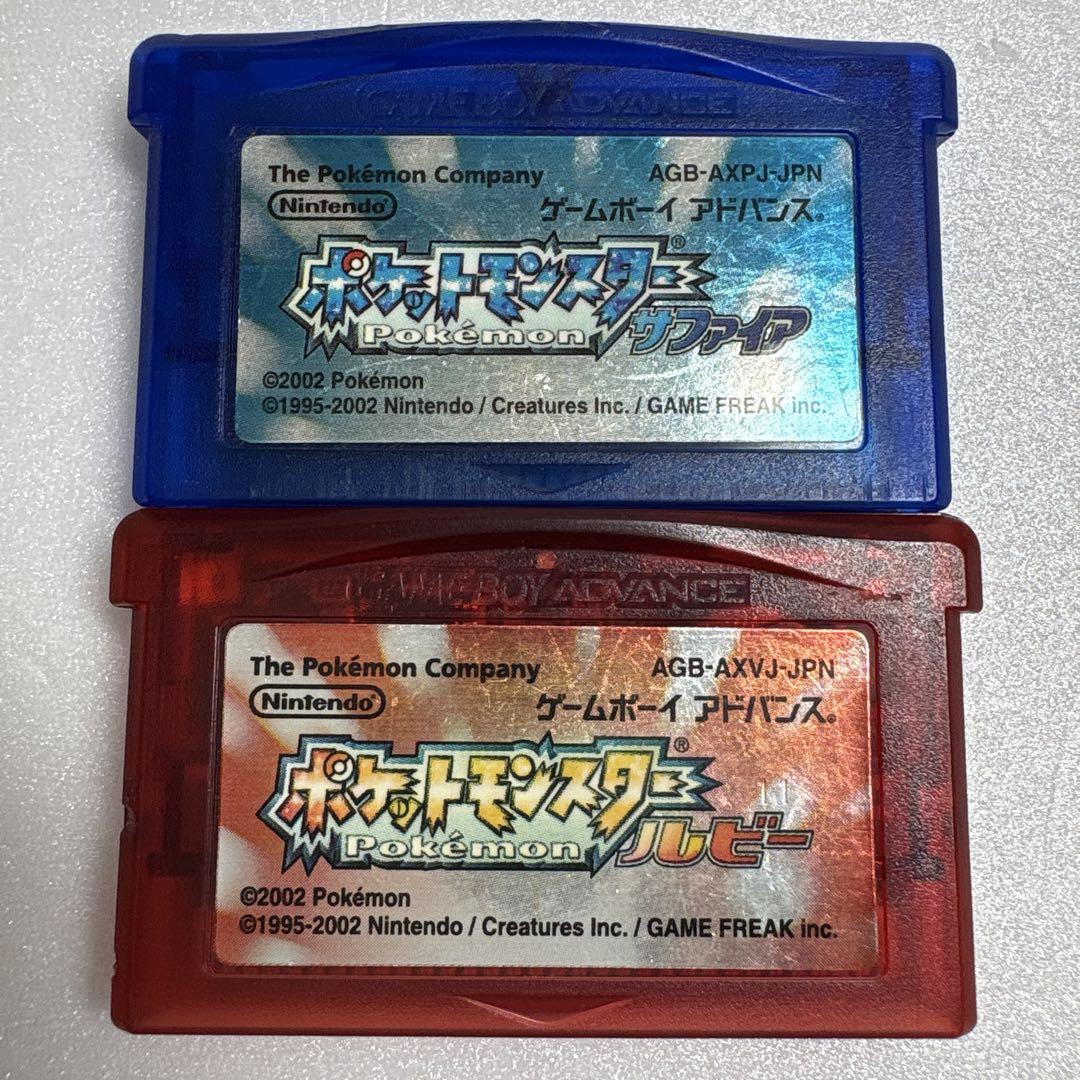 GAME BOY ADVANCE
The Pokémon Company
AGB-AXPJ-JPN
Nintendo®
ゲームボーイ アドバンス®
ポケットモンスター®
Pokémon
サファイア
©2002 Pokémon
©1995-2002 Nintendo / Creatures Inc. / GAME FREAK inc.
GAME BOY ADVANCE
The Pokémon Company
AGB-AXVJ-JPN
Nintendo®
ゲームボーイ アドバンス®
ポケットモンスター®
11
Pokémon
ルビー
©2002 Pokémon
©1995-2002 Nintendo / Creatures Inc. / GAME FREAK inc.